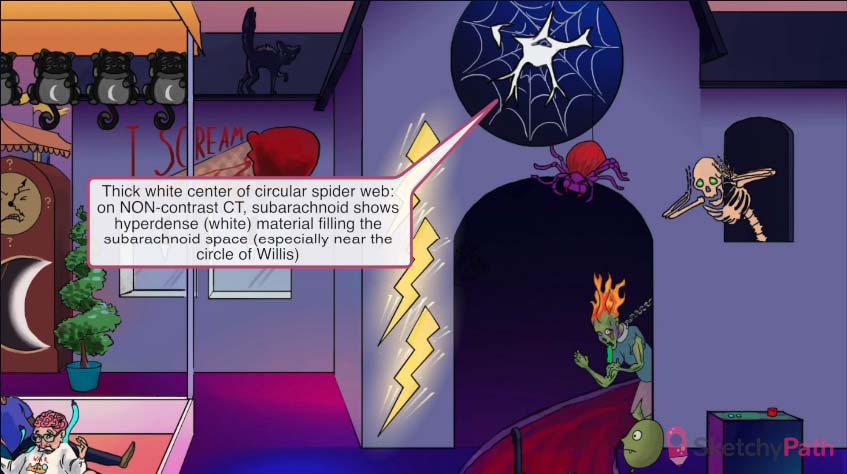 I SCREAM
?
?
?
?
Thick white center of circular spider web:
on NON-contrast CT, subarachnoid shows
hyperdense (white) material filling the
subarachnoid space (especially near the
circle of Willis)
SketchyPath